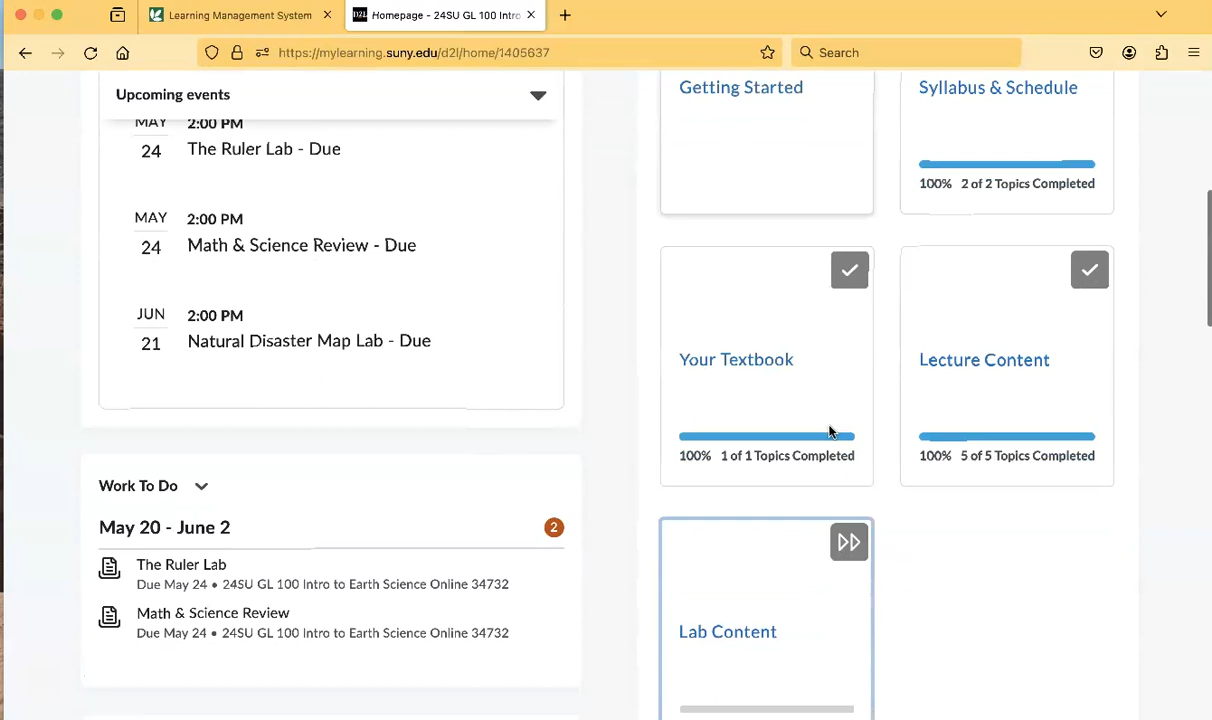 Learning Management System
Homepage - 24SU GL 100 Intro
https://mylearning.suny.edu/d2l/home/1405637
Search
Upcoming events
MAY
24
2:00 PM
The Ruler Lab - Due
MAY
24
2:00 PM
Math & Science Review - Due
JUN
21
2:00 PM
Natural Disaster Map Lab - Due
Work To Do
May 20 - June 2
2
The Ruler Lab
Due May 24 • 24SU GL 100 Intro to Earth Science Online 34732
Math & Science Review
Due May 24 • 24SU GL 100 Intro to Earth Science Online 34732
Getting Started
Syllabus & Schedule
100% 2 of 2 Topics Completed
Your Textbook
100% 1 of 1 Topics Completed
Lecture Content
100% 5 of 5 Topics Completed
Lab Content